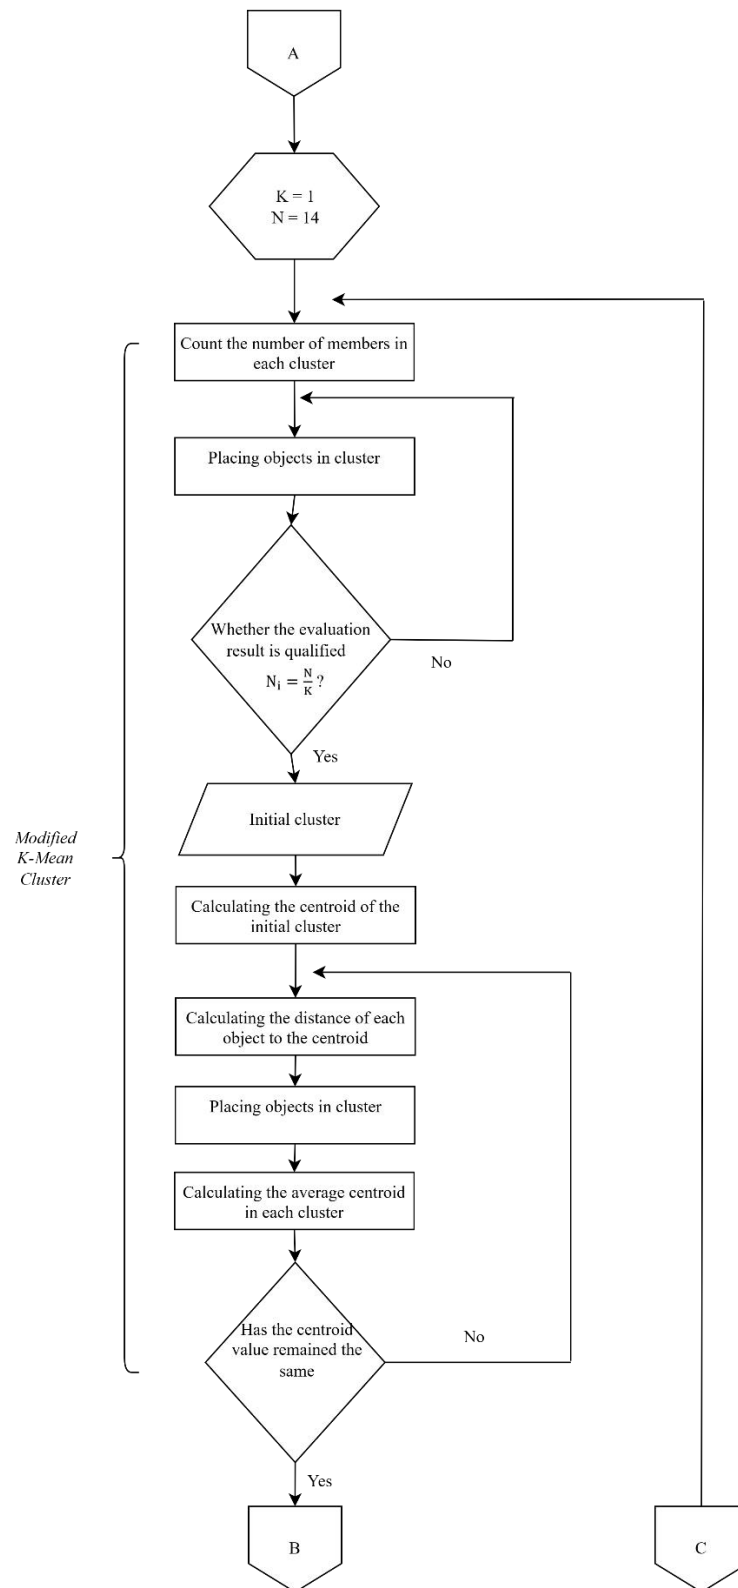 A
K = 1
N = 14
Count the number of members in
each cluster
Placing objects in cluster
Whether the evaluation
result is qualified
Nᵢ = N/K ?
No
Yes
Initial cluster
Modified
K-Mean
Cluster
Calculating the centroid of the
initial cluster
Calculating the distance of each
object to the centroid
Placing objects in cluster
Calculating the average centroid
in each cluster
Has the centroid
value remained the
same
No
Yes
B
C